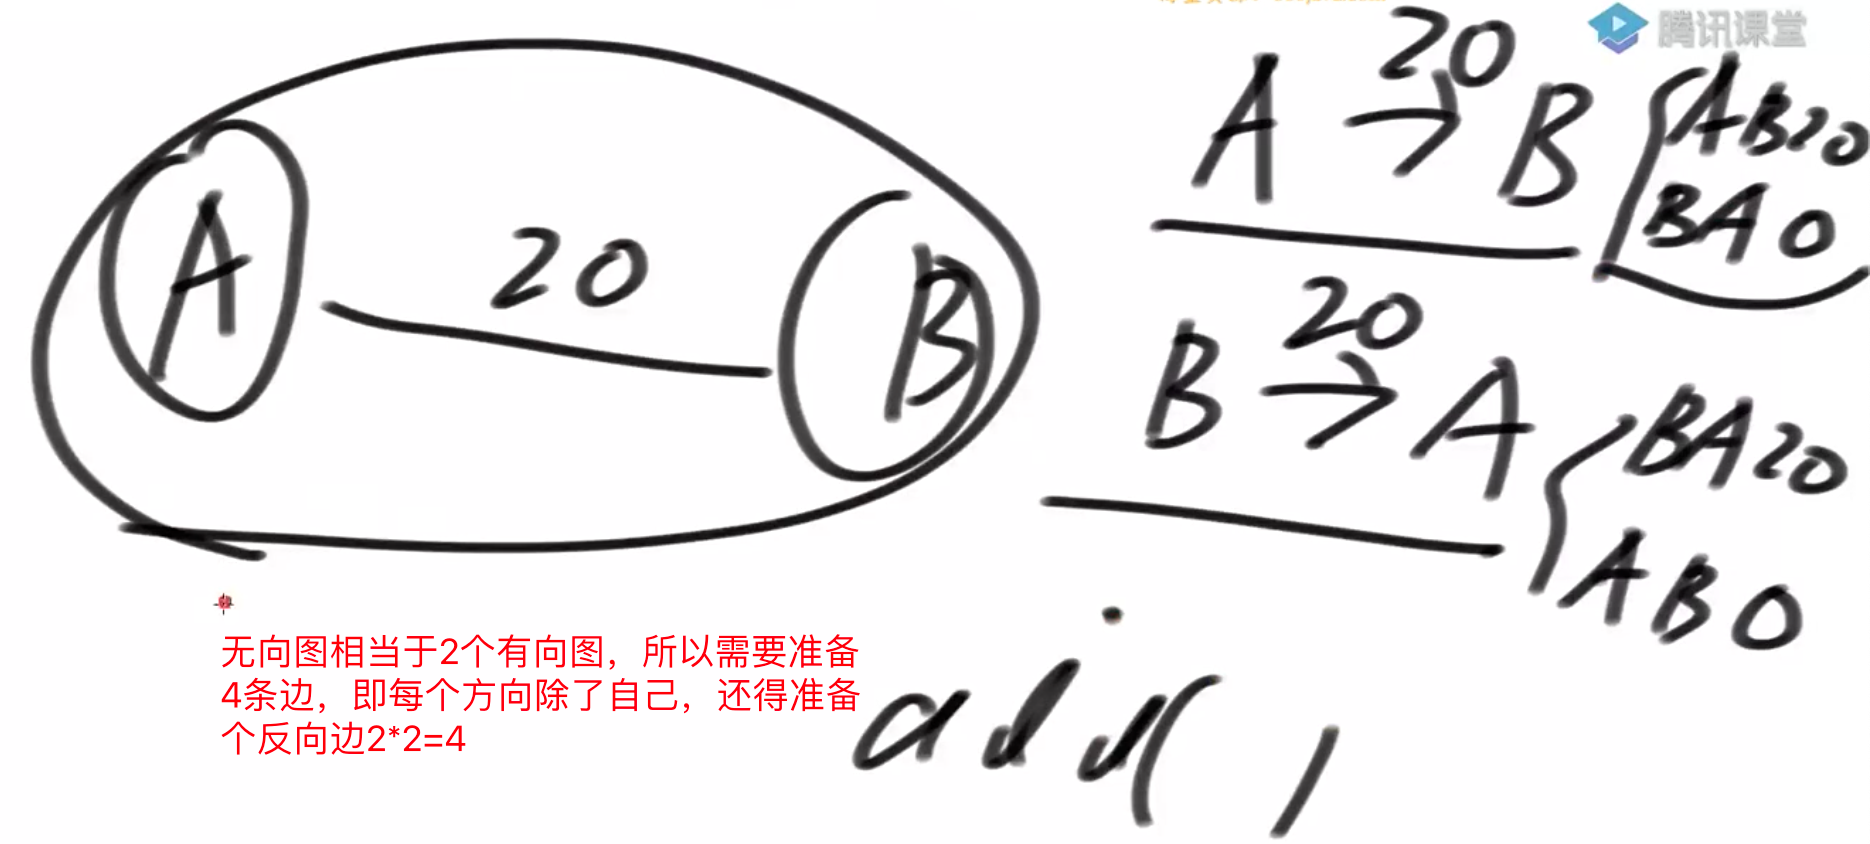 腾讯课堂
A 20 B
A 20→ B
AB20
BA0
B 20→ A
BA20
AB0
add( )
无向图相当于2个有向图，所以需要准备
4条边，即每个方向除了自己，还得准备
个反向边2*2=4